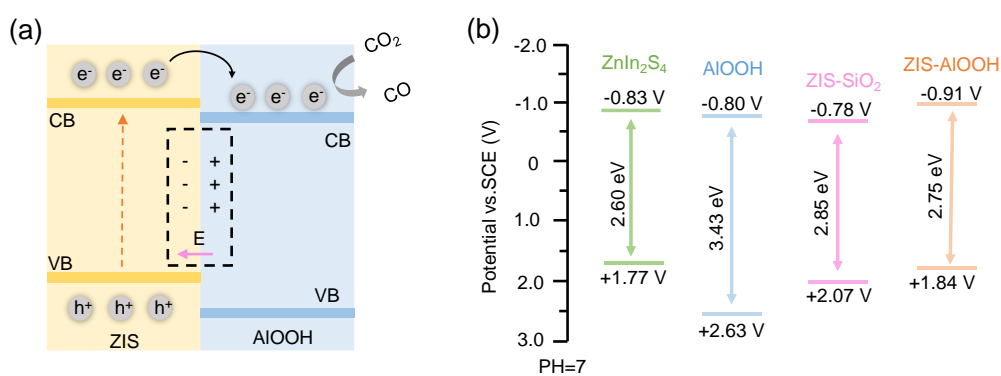 (a)
e- e- e-
CO2
CO
e- e- e-
CB
CB
- +
- +
- +
E
VB
VB
h+ h+ h+
ZIS
AlOOH
(b)
Potential vs.SCE (V)
-2.0
-1.0
0
1.0
2.0
3.0
PH=7
ZnIn2S4
-0.83 V
2.60 eV
+1.77 V
AlOOH
-0.80 V
3.43 eV
+2.63 V
ZIS-SiO2
-0.78 V
2.85 eV
+2.07 V
ZIS-AlOOH
-0.91 V
2.75 eV
+1.84 V